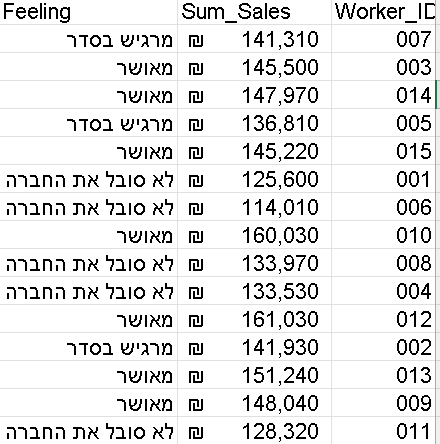 Feeling Sum_Sales Worker_ID
מרגיש בסדר ₪ 141,310 007
מאושר ₪ 145,500 003
מאושר ₪ 147,970 014
מרגיש בסדר ₪ 136,810 005
מאושר ₪ 145,220 015
לא סובל את החברה ₪ 125,600 001
לא סובל את החברה ₪ 114,010 006
מאושר ₪ 160,030 010
לא סובל את החברה ₪ 133,970 008
לא סובל את החברה ₪ 133,530 004
מאושר ₪ 161,030 012
מרגיש בסדר ₪ 141,930 002
מאושר ₪ 151,240 013
מאושר ₪ 148,040 009
לא סובל את החברה ₪ 128,320 011